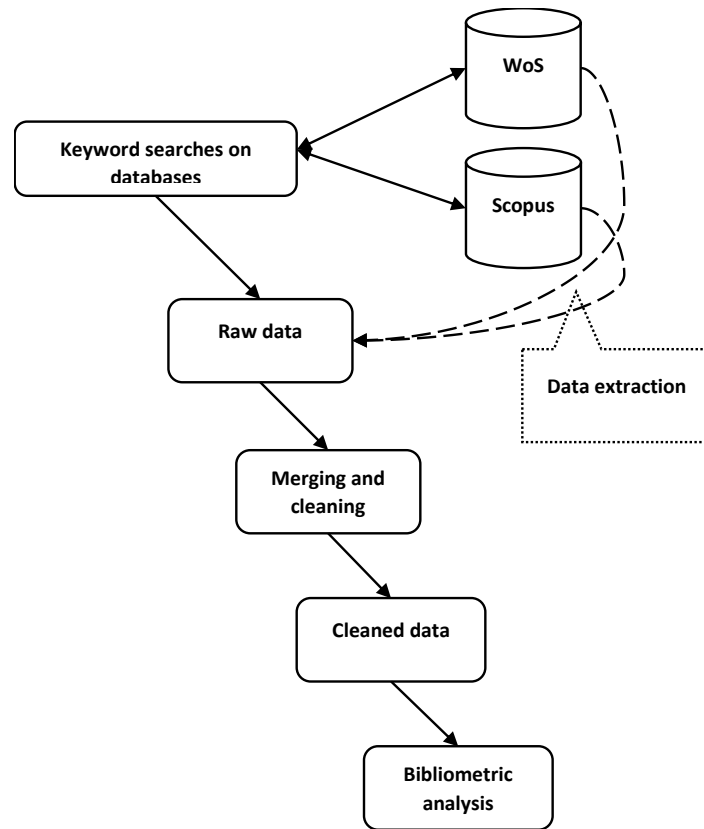 WoS
Keyword searches on
databases
Scopus
Raw data
Data extraction
Merging and
cleaning
Cleaned data
Bibliometric
analysis